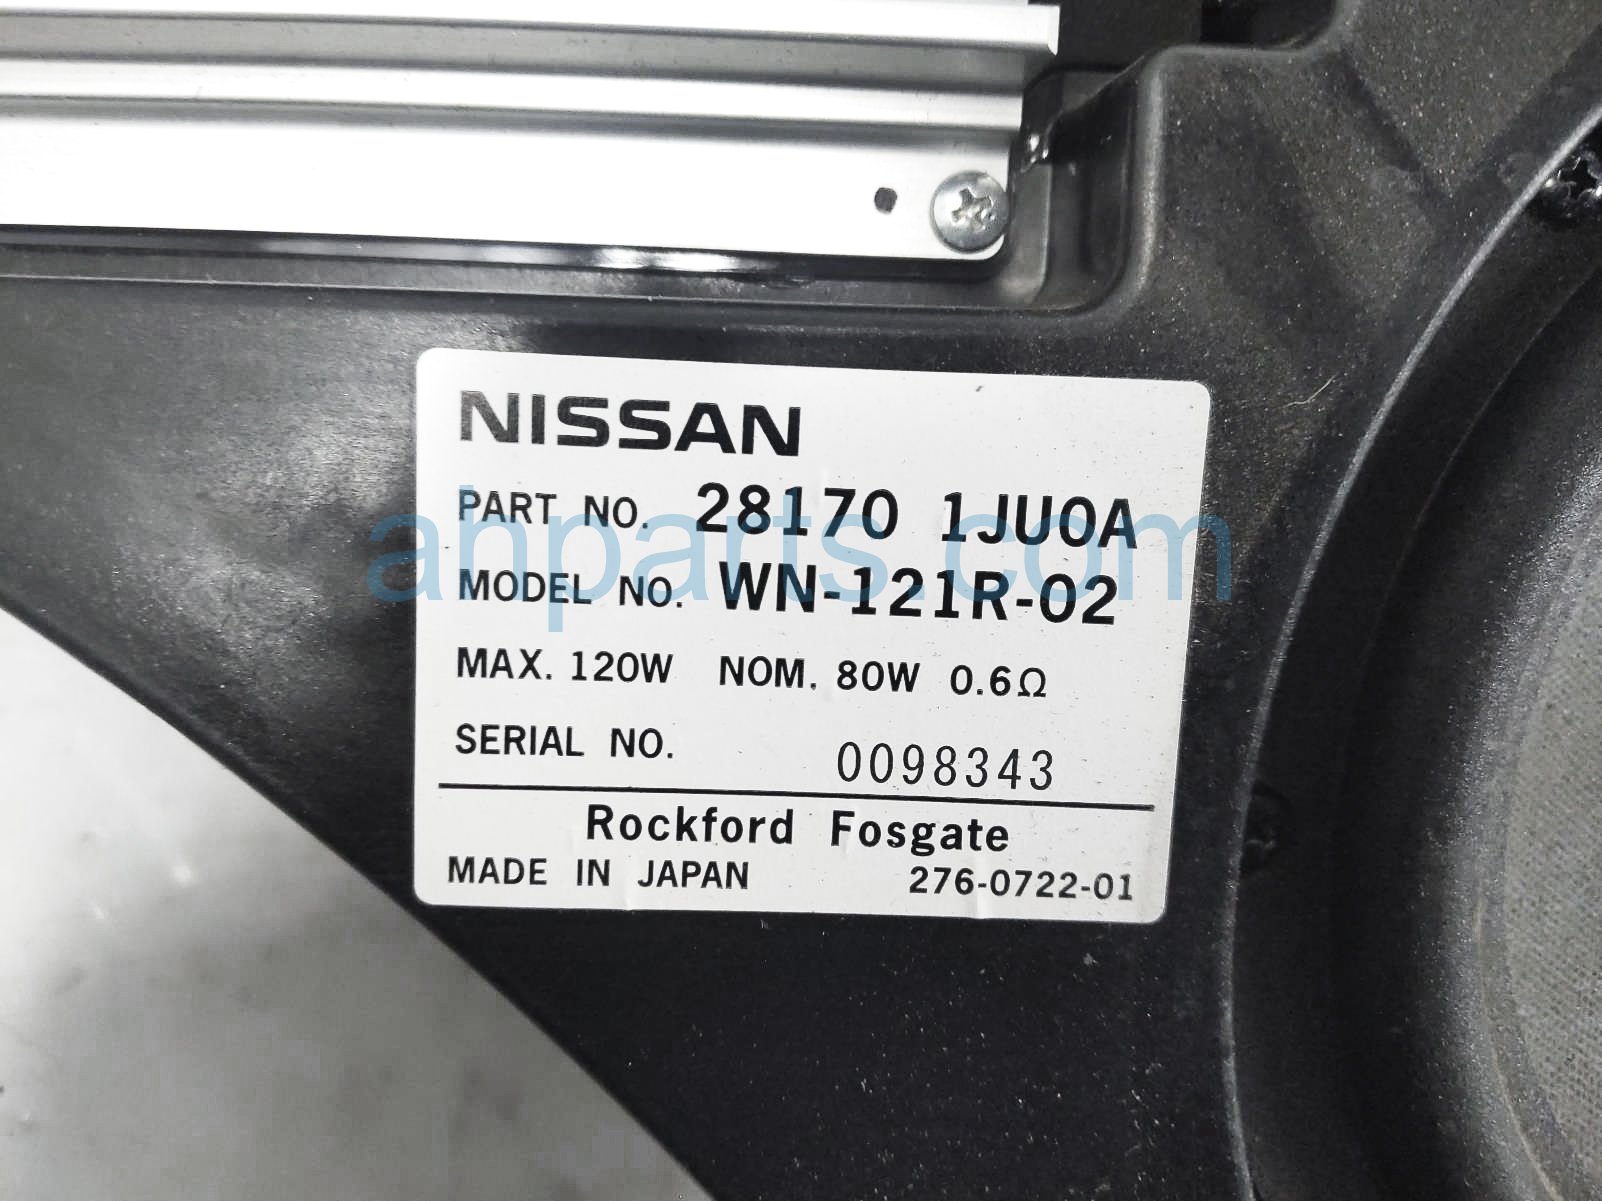 NISSAN
PART NO. 28170 1JU0A
ahparts.com
MODEL NO. WN-121R-02
MAX. 120W NOM. 80W 0.6Ω
SERIAL NO. 0098343
Rockford Fosgate
MADE IN JAPAN 276-0722-01